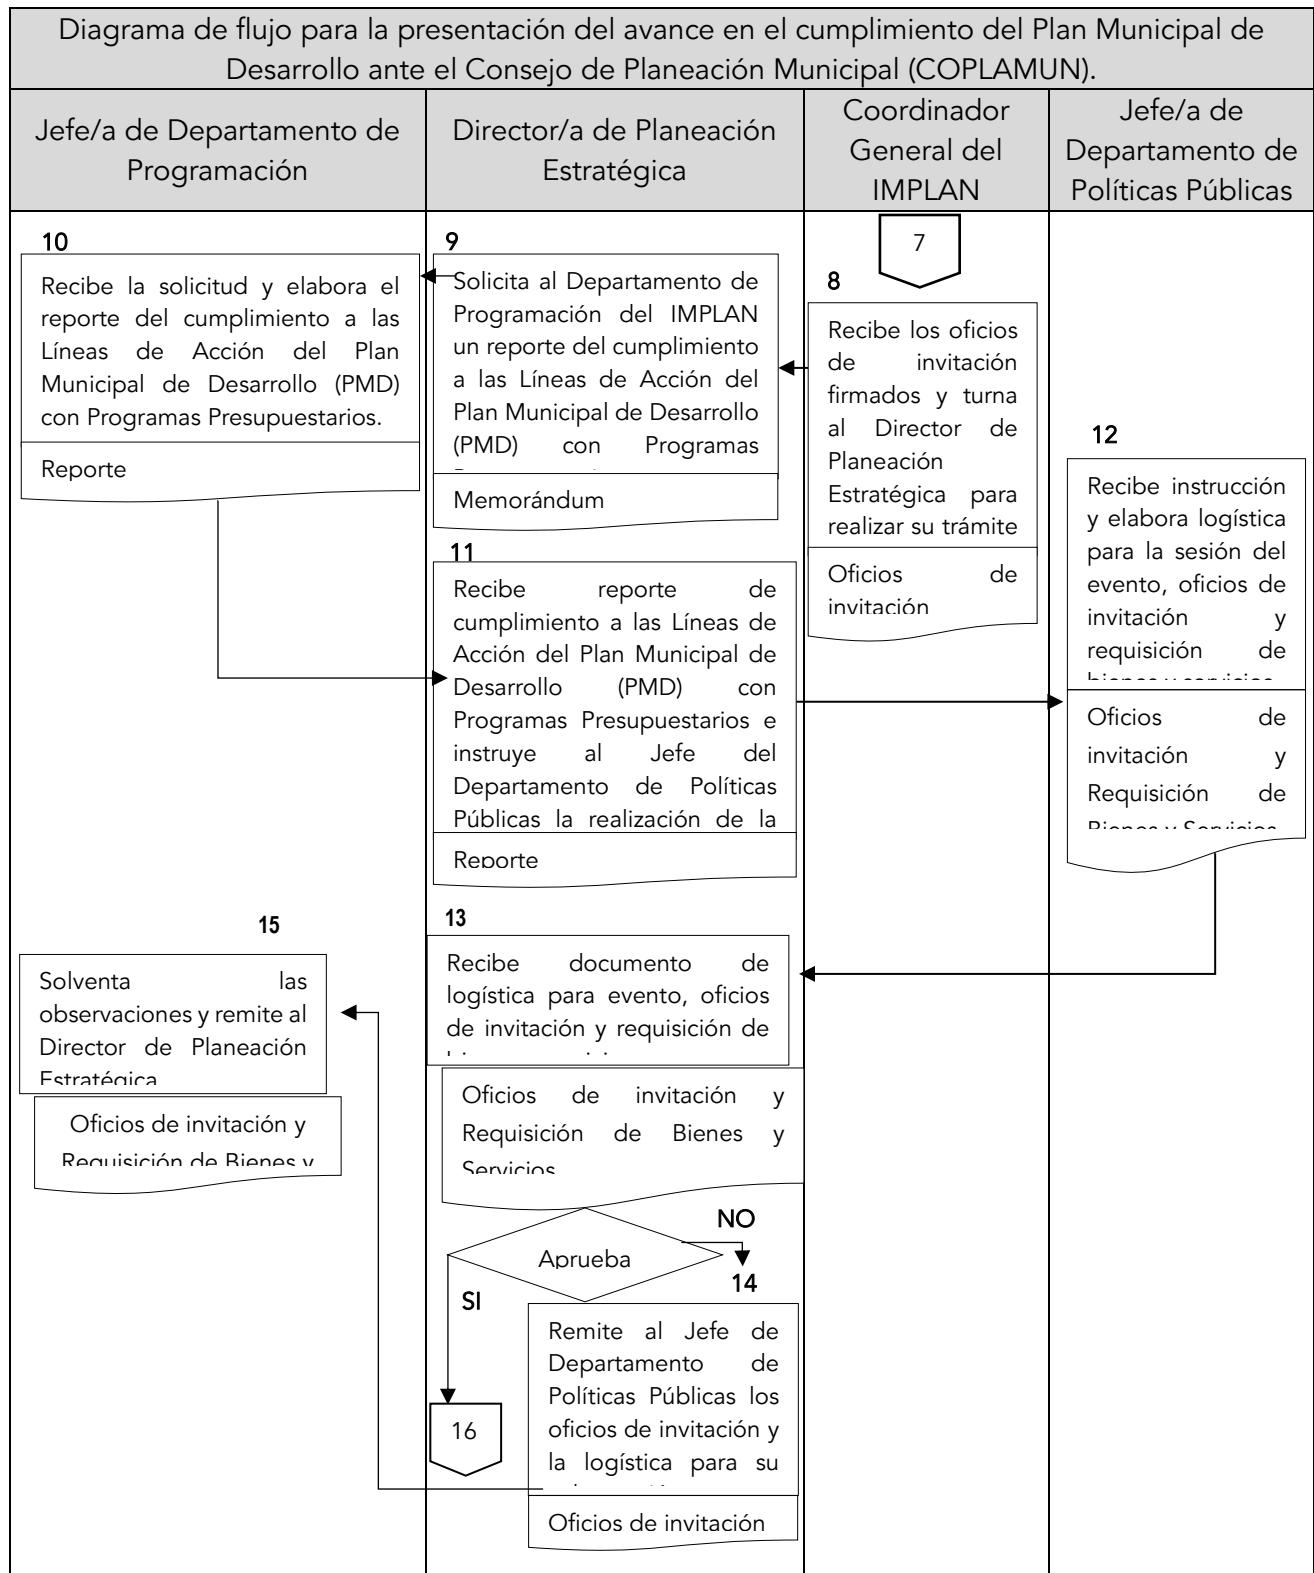 Diagrama de flujo para la presentación del avance en el cumplimiento del Plan Municipal de
Desarrollo ante el Consejo de Planeación Municipal (COPLAMUN).
Jefe/a de Departamento de
Programación
Director/a de Planeación
Estratégica
Coordinador
General del
IMPLAN
Jefe/a de
Departamento de
Políticas Públicas
7
8
Recibe los oficios
de invitación
firmados y turna
al Director de
Planeación
Estratégica para
realizar su trámite
Oficios de
invitación
9
Solicita al Departamento de
Programación del IMPLAN
un reporte del cumplimiento
a las Líneas de Acción del
Plan Municipal de Desarrollo
(PMD) con Programas
Memorándum
10
Recibe la solicitud y elabora el
reporte del cumplimiento a las
Líneas de Acción del Plan
Municipal de Desarrollo (PMD)
con Programas Presupuestarios.
Reporte
11
Recibe reporte de
cumplimiento a las Líneas de
Acción del Plan Municipal de
Desarrollo (PMD) con
Programas Presupuestarios e
instruye al Jefe del
Departamento de Políticas
Públicas la realización de la
Reporte
12
Recibe instrucción
y elabora logística
para la sesión del
evento, oficios de
invitación y
requisición de
bienes y servicios
Oficios de
invitación y
Requisición de
Bienes y Servicios
13
Recibe documento de
logística para evento, oficios
de invitación y requisición de
Oficios de invitación y
Requisición de Bienes y
Servicios
Aprueba
NO
SI
14
Remite al Jefe de
Departamento de
Políticas Públicas los
oficios de invitación y
la logística para su
Oficios de invitación
15
Solventa las
observaciones y remite al
Director de Planeación
Estratégica
Oficios de invitación y
Requisición de Bienes y
16